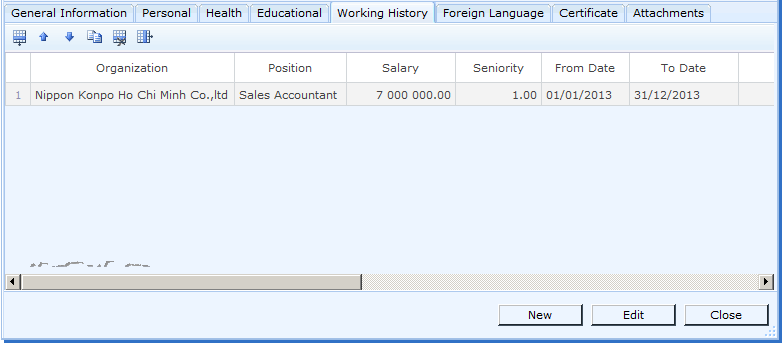 General Information Personal Health Educational Working History Foreign Language Certificate Attachments
Organization Position Salary Seniority From Date To Date
1 Nippon Konpo Ho Chi Minh Co.,ltd Sales Accountant 7 000 000.00 1.00 01/01/2013 31/12/2013
New Edit Close